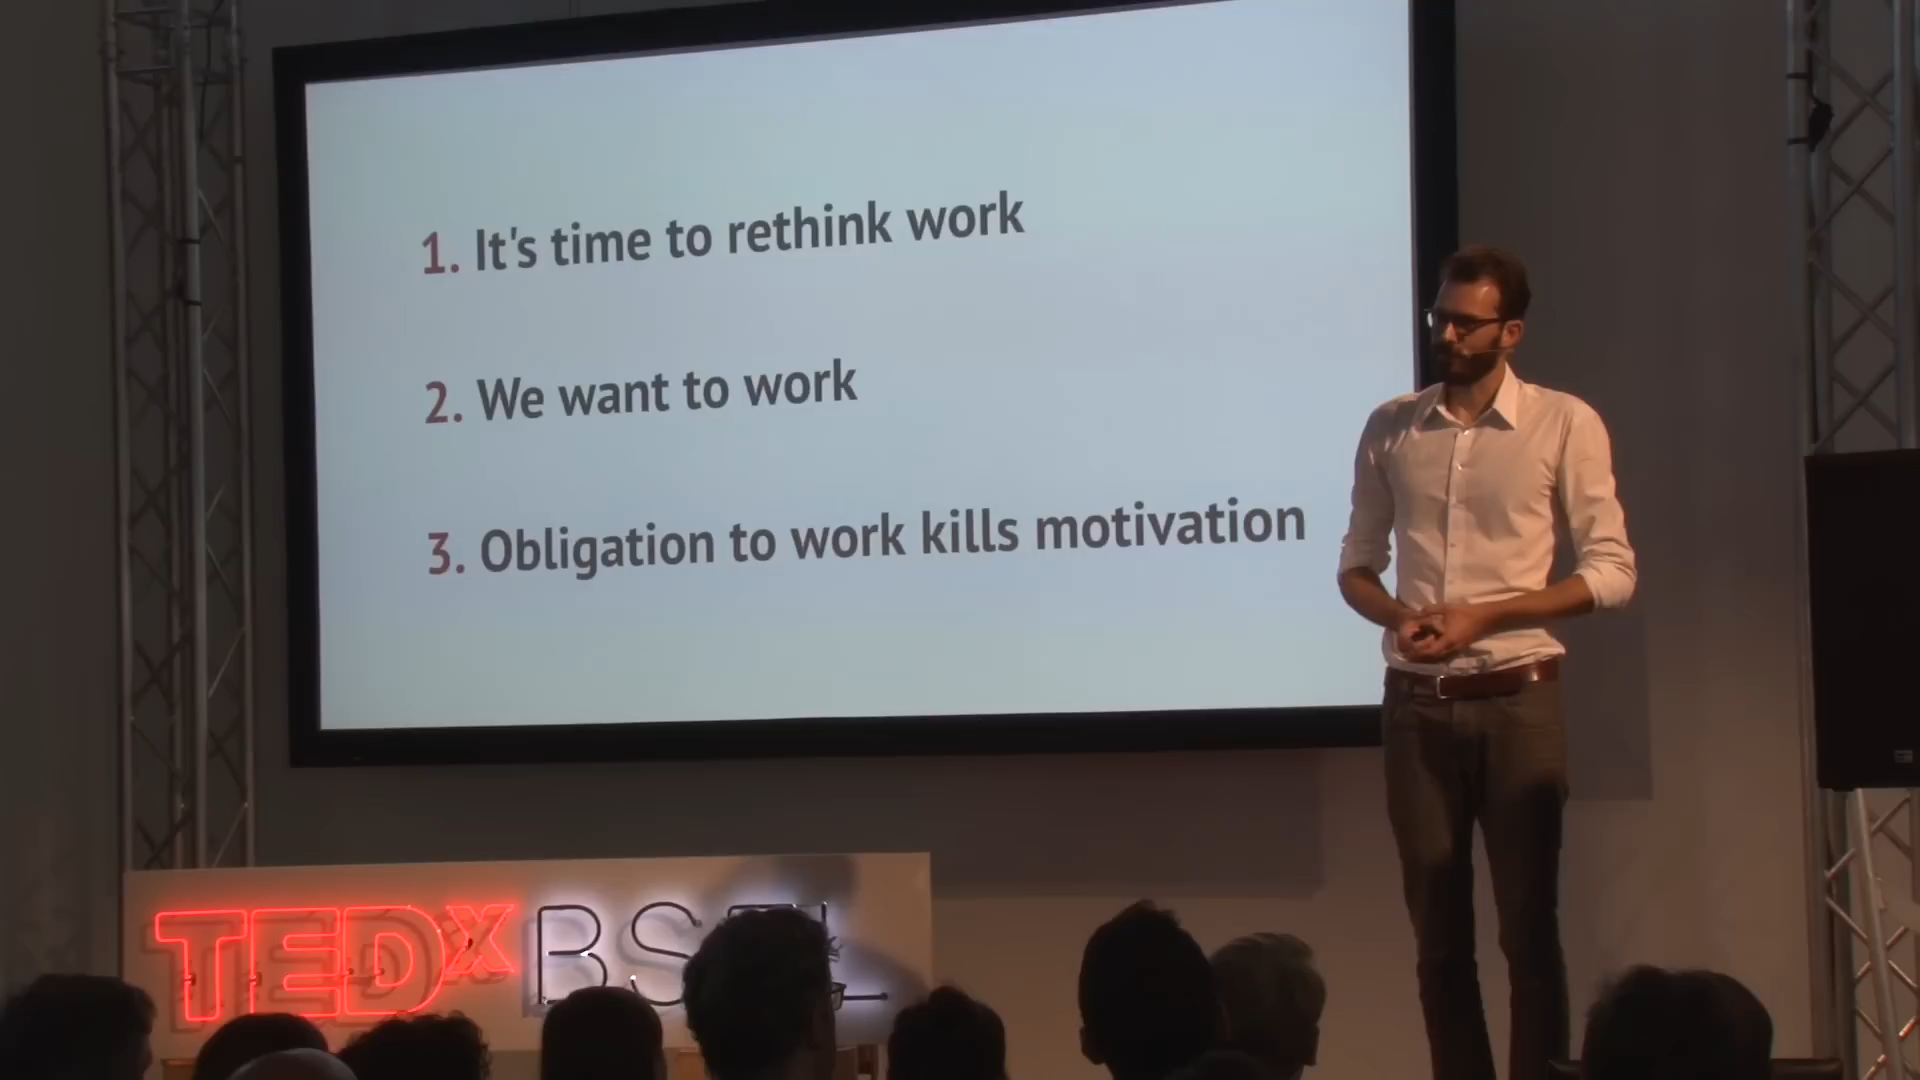 1. It's time to rethink work
2. We want to work
3. Obligation to work kills motivation
TEDx